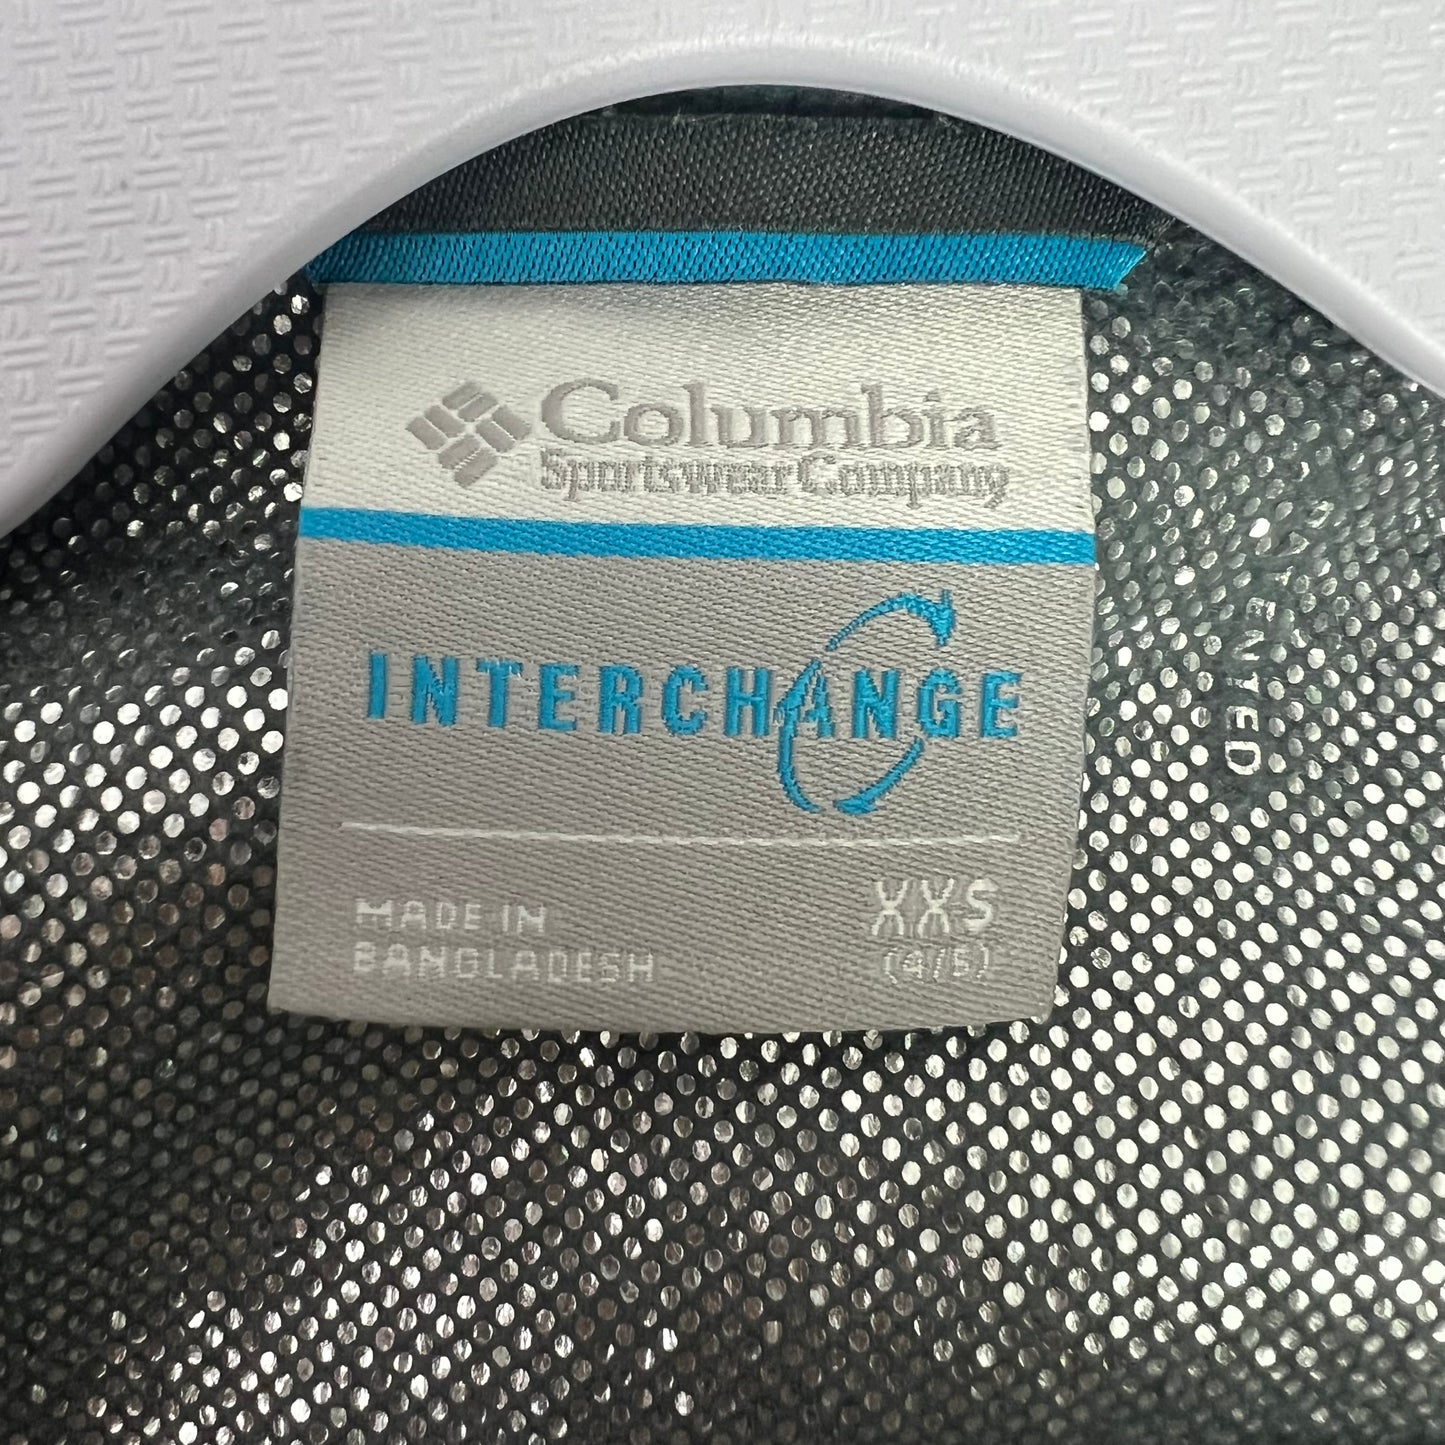 Columbia
Sportswear Company
INTERCHANGE
MADE IN
BANGLADESH
XXS
(4/5)